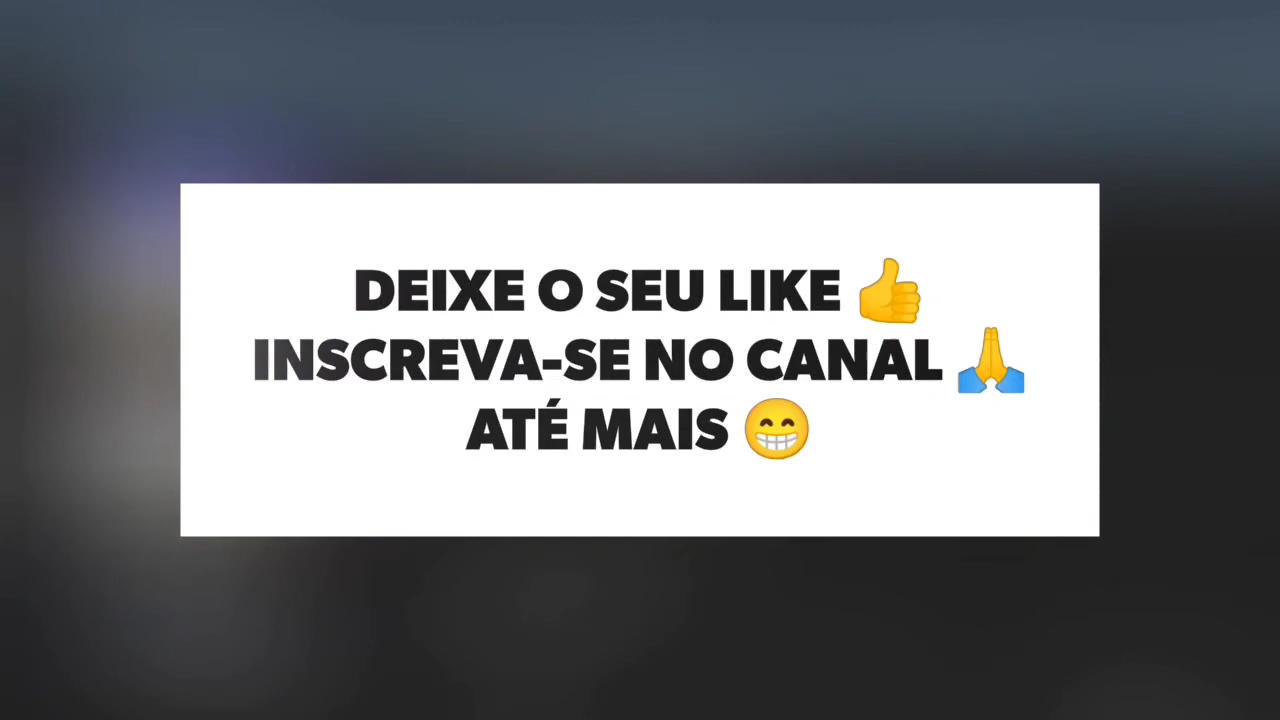 DEIXE O SEU LIKE 👍
INSCREVA-SE NO CANAL 🙏
ATÉ MAIS 😁